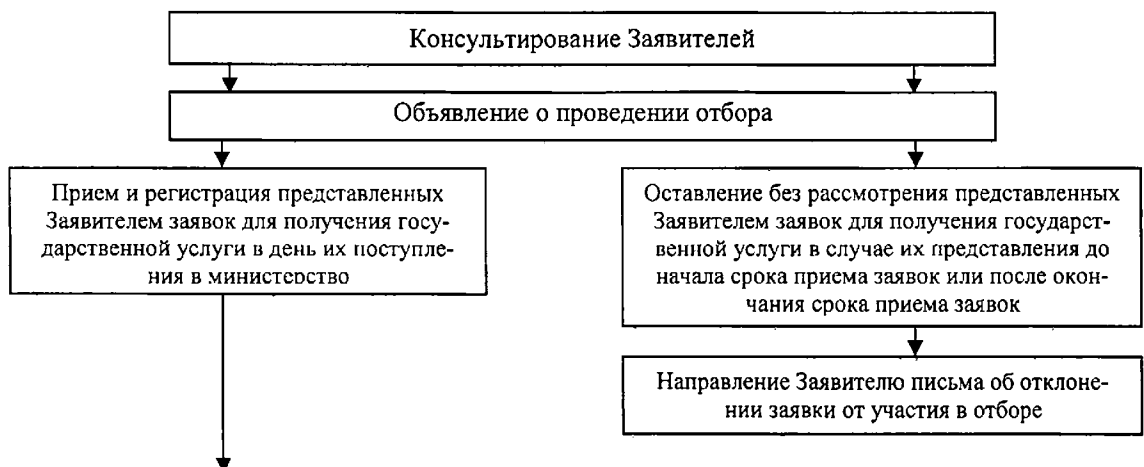 Консультирование Заявителей
Объявление о проведении отбора
Прием и регистрация представленных
Заявителем заявок для получения госу-
дарственной услуги в день их поступле-
ния в министерство
Оставление без рассмотрения представленных
Заявителем заявок для получения государст-
венной услуги в случае их представления до
начала срока приема заявок или после окон-
чания срока приема заявок
Направление Заявителю письма об отклоне-
нии заявки от участия в отборе